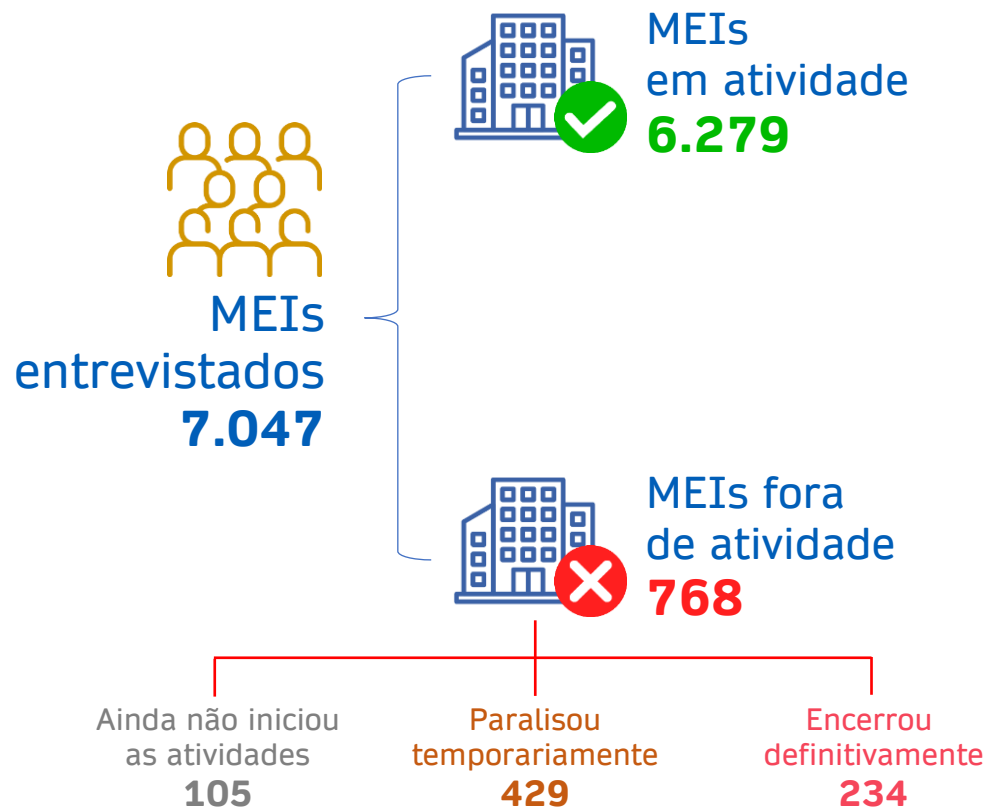 MEIs
em atividade
6.279
MEIs
entrevistados
7.047
MEIs fora
de atividade
768
Ainda não iniciou
as atividades
105
Paralisou
temporariamente
429
Encerrou
definitivamente
234